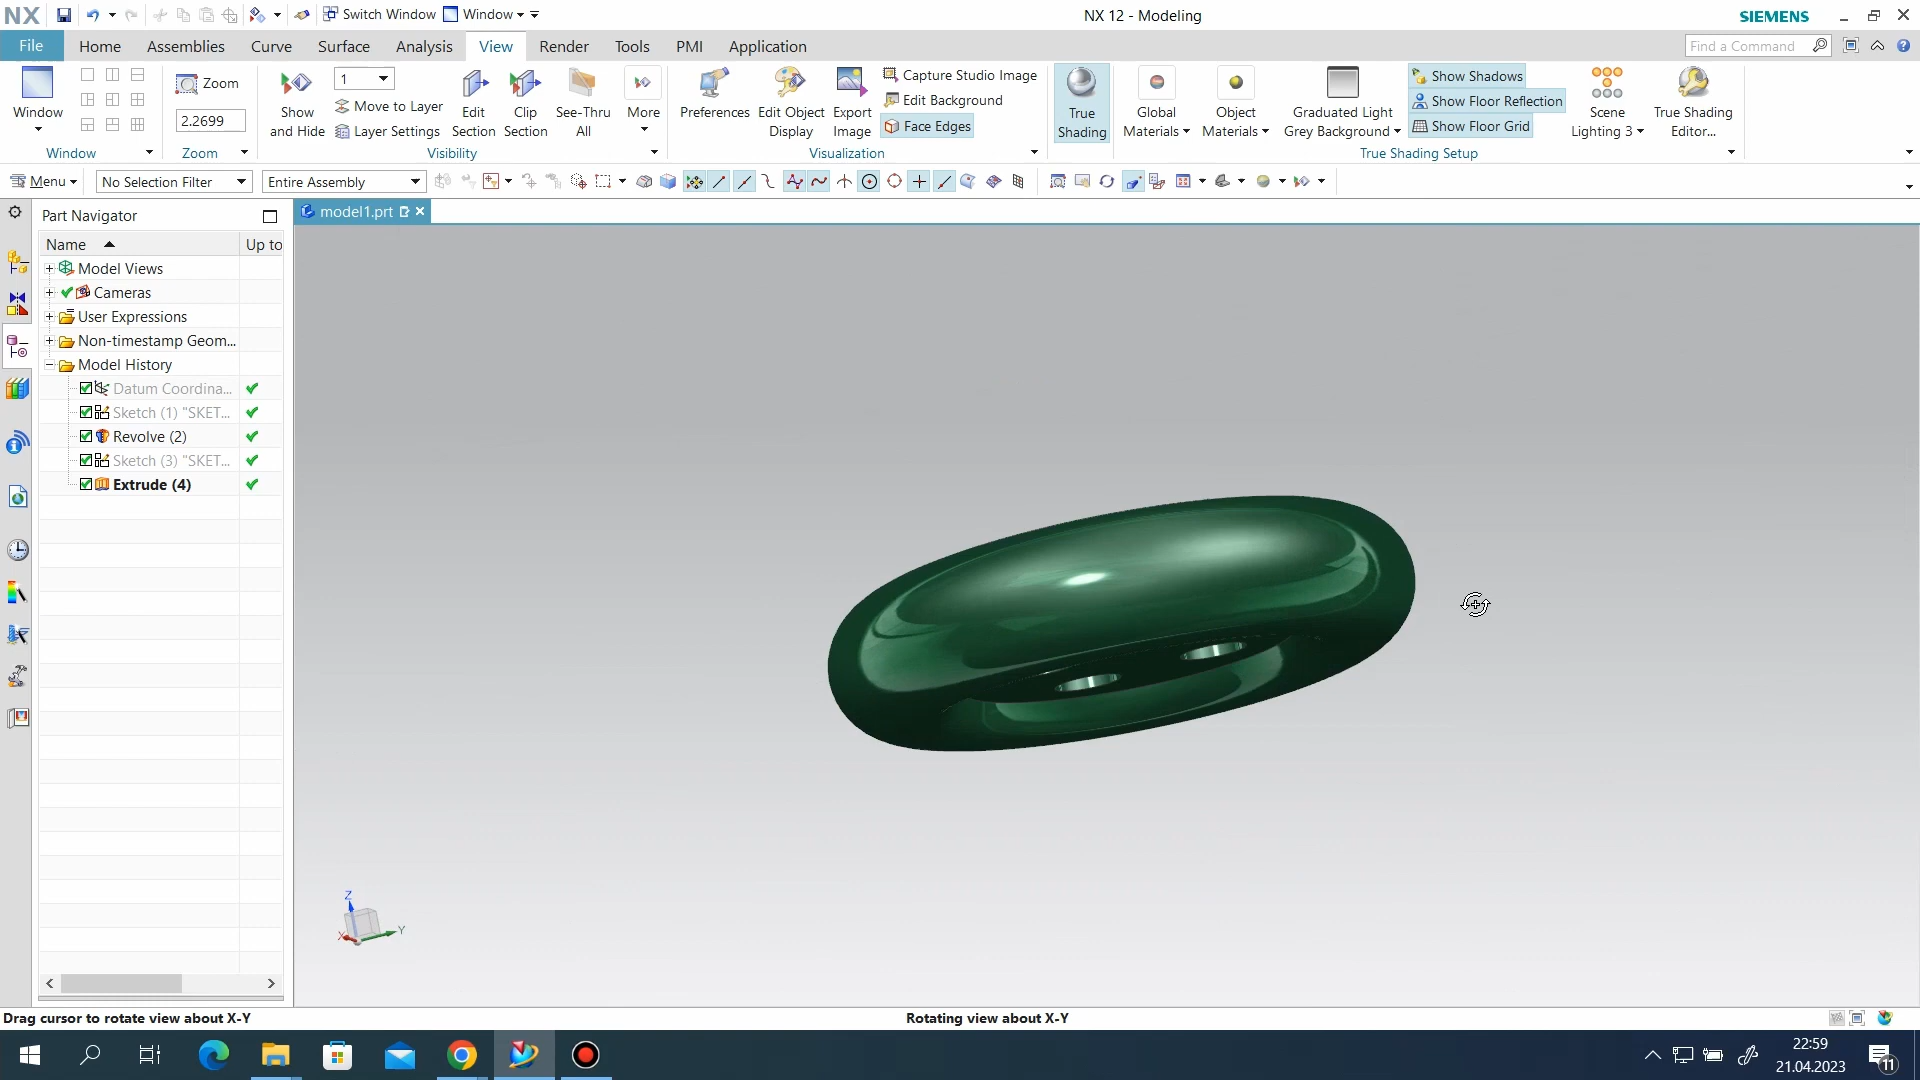 NX Switch Window Window NX 12 - Modeling SIEMENS
File Home Assemblies Curve Surface Analysis View Render Tools PMI Application Find a Command
Window
Window
Zoom
2.2699
Zoom
Show and Hide
1
Move to Layer
Layer Settings
Edit Section
Clip Section
See-Thru All
More
Visibility
Preferences
Edit Object Display
Export Image
Capture Studio Image
Edit Background
Face Edges
Visualization
True Shading
Global Materials
Object Materials
Graduated Light Grey Background
Show Shadows
Show Floor Reflection
Show Floor Grid
Scene Lighting 3
True Shading Editor...
True Shading Setup
Menu No Selection Filter Entire Assembly
Part Navigator
model1.prt
Name Up to
Model Views
Cameras
User Expressions
Non-timestamp Geom...
Model History
Datum Coordina...
Sketch (1) "SKET...
Revolve (2)
Sketch (3) "SKET...
Extrude (4)
Z
X
Y
Drag cursor to rotate view about X-Y Rotating view about X-Y
22:59
21.04.2023
11